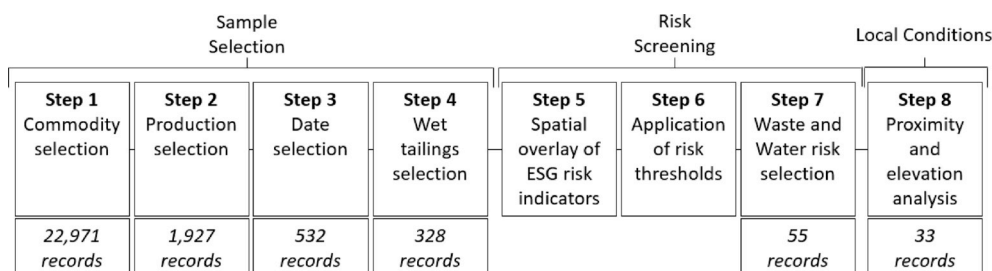 Sample
Selection
Risk
Screening
Local Conditions
Step 1
Commodity
selection
22,971
records
Step 2
Production
selection
1,927
records
Step 3
Date
selection
532
records
Step 4
Wet
tailings
selection
328
records
Step 5
Spatial
overlay of
ESG risk
indicators
Step 6
Application
of risk
thresholds
Step 7
Waste and
Water risk
selection
55
records
Step 8
Proximity
and
elevation
analysis
33
records